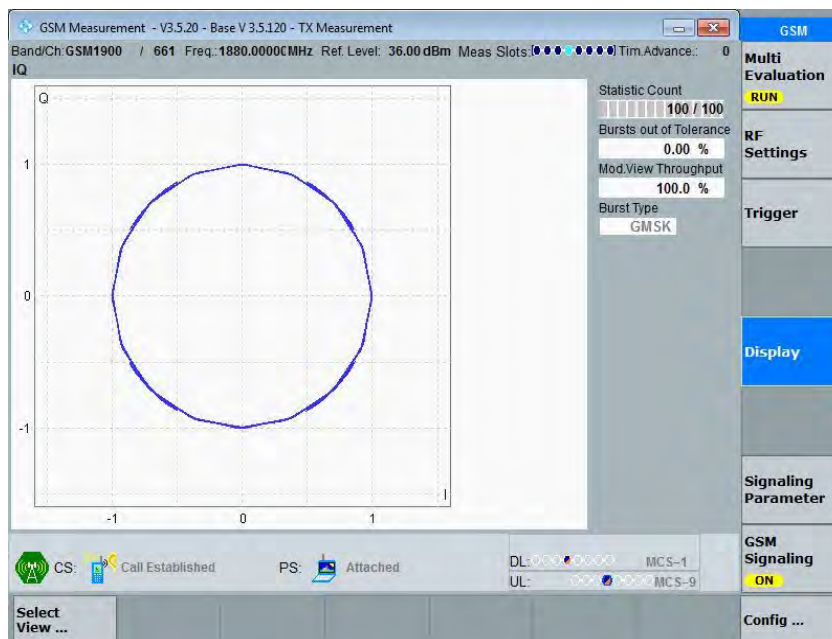 GSM Measurement - V3.5.20 - Base V 3.5.120 - TX Measurement
GSM
Band/Ch:GSM1900 / 661 Freq.:1880.0000MHz Ref. Level: 36.00 dBm Meas Slots: Tim.Advance.: 0
IQ
Q
1
0
-1
I
-1 0 1
Statistic Count
100 / 100
Bursts out of Tolerance
0.00 %
Mod.View Throughput
100.0 %
Burst Type
GMSK
Multi
Evaluation
RUN
RF
Settings
Trigger
Display
Signaling
Parameter
GSM
Signaling
ON
CS: Call Established PS: Attached
DL: MCS-1
UL: MCS-9
Select
View ...
Config ...